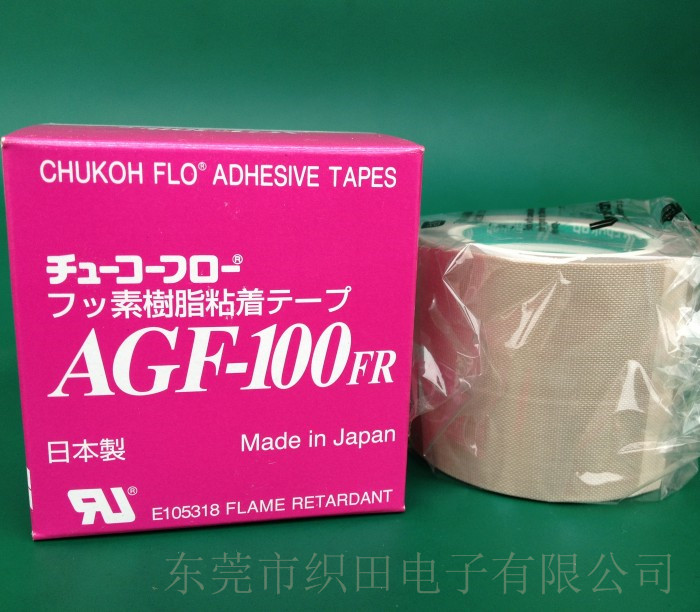 CHUKOH FLO® ADHESIVE TAPES
チューコーフロー®
フッ素樹脂粘着テープ
AGF-100FR
日本製
Made in Japan
®
E105318 FLAME RETARDANT
东莞市织田电子有限公司